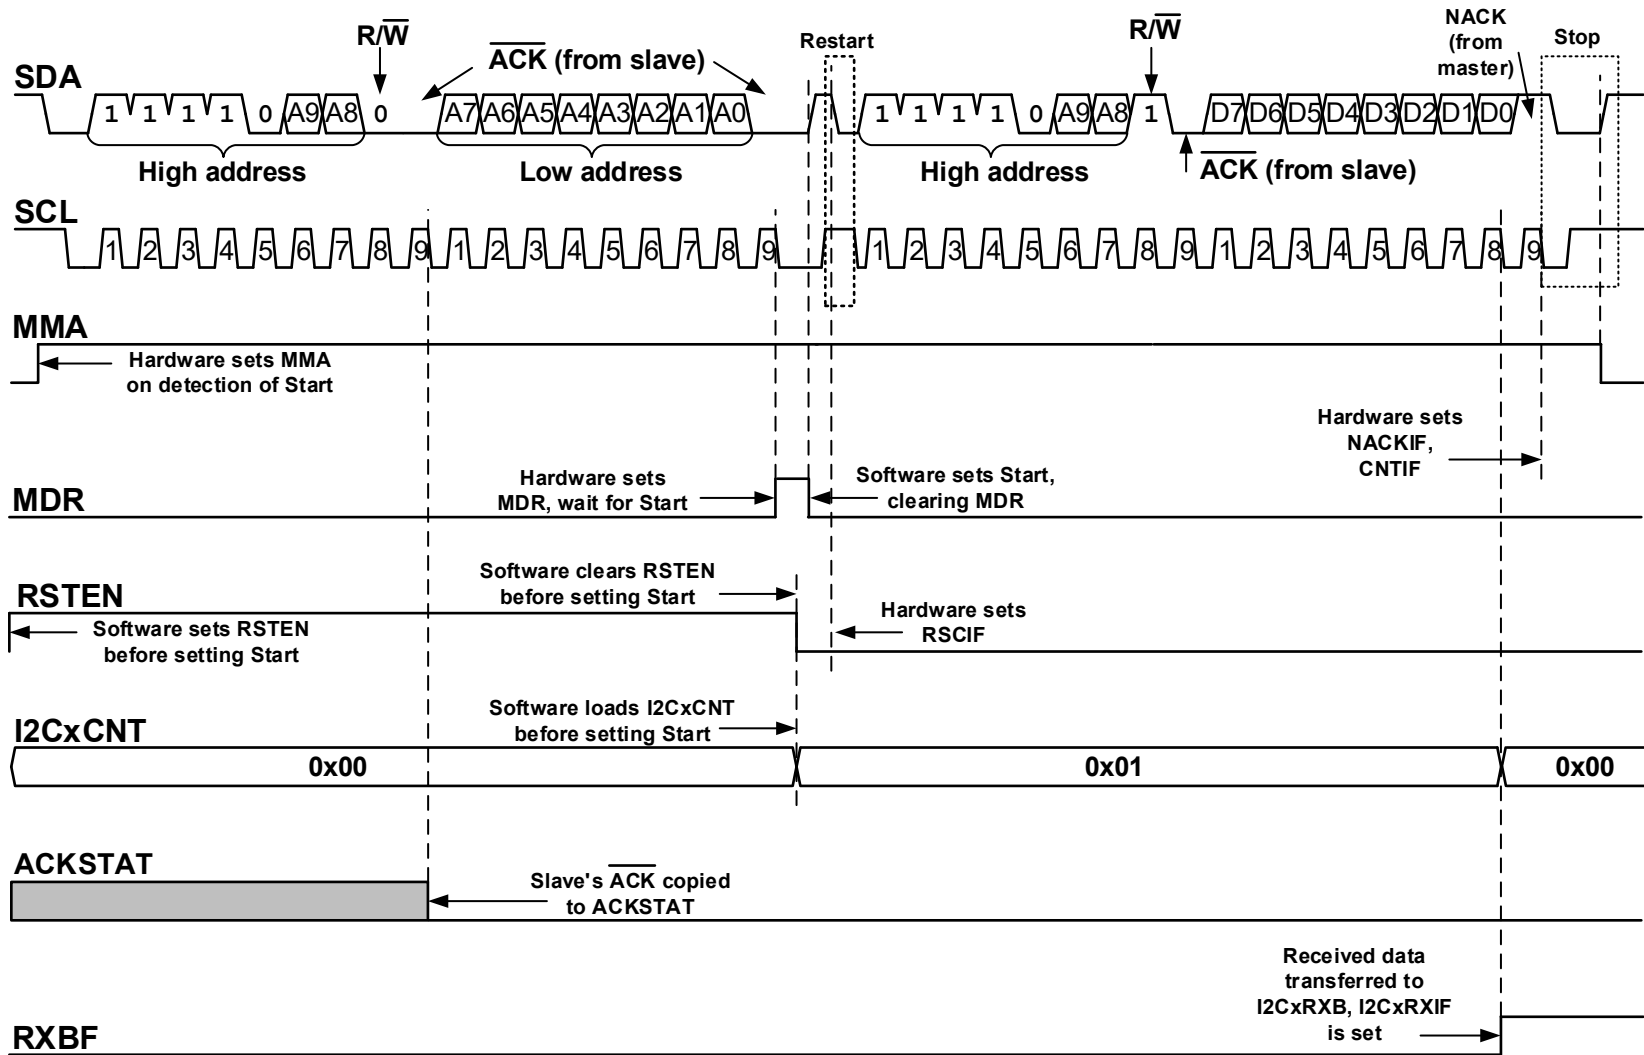 R/W
ACK (from slave)
Restart
R/W
NACK
(from
master)
Stop
SDA
1 1 1 1 0 A9 A8 0 A7 A6 A5 A4 A3 A2 A1 A0 1 1 1 1 0 A9 A8 1 D7 D6 D5 D4 D3 D2 D1 D0
High address
Low address
High address
ACK (from slave)
SCL
1 2 3 4 5 6 7 8 9 1 2 3 4 5 6 7 8 9 1 2 3 4 5 6 7 8 9 1 2 3 4 5 6 7 8 9
MMA
Hardware sets MMA
on detection of Start
Hardware sets
NACKIF,
CNTIF
MDR
Hardware sets
MDR, wait for Start
Software sets Start,
clearing MDR
RSTEN
Software sets RSTEN
before setting Start
Software clears RSTEN
before setting Start
Hardware sets
RSCIF
I2CxCNT
Software loads I2CxCNT
before setting Start
0x00
0x01
0x00
ACKSTAT
Slave's ACK copied
to ACKSTAT
RXBF
Received data
transferred to
I2CxRXB, I2CxRXIF
is set